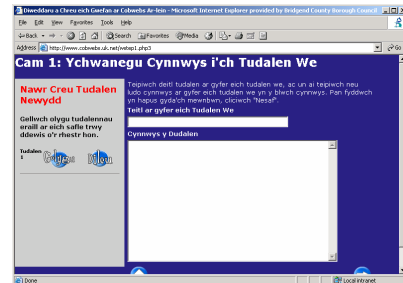 Diweddaru a Chreu eich Gwefan ar Cobwebs Ar-lein - Microsoft Internet Explorer provided by Bridgend County Borough Council
File Edit View Favorites Tools Help
Back Search Favorites Media
Address http://www.cobwebs.uk.net/wstep1.php3 Go
Cam 1: Ychwanegu Cynnwys i'ch Tudalen We
Nawr Creu Tudalen Newydd
Gellwch olygu tudalennau eraill ar eich safle trwy ddewis o'r rhestr hon.
Tudalen 1
Teipiwch deitl tudalen ar gyfer eich tudalen we, ac un ai teipiwch neu
ludo cynnwys ar gyfer eich tudalen we yn y blwch cynnwys. Pan fyddwch
yn hapus gyda'ch mewnbwn, cliciwch "Nesaf".
Teitl ar gyfer eich Tudalen We
Cynnwys y Dudalen
Done Local intranet